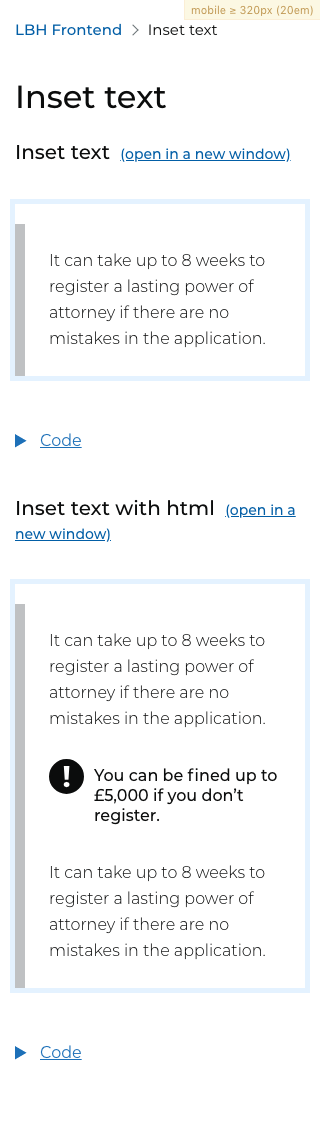 mobile ≥ 320px (20em)
LBH Frontend > Inset text
Inset text
Inset text (open in a new window)
It can take up to 8 weeks to
register a lasting power of
attorney if there are no
mistakes in the application.
Code
Inset text with html (open in a
new window)
It can take up to 8 weeks to
register a lasting power of
attorney if there are no
mistakes in the application.
! You can be fined up to
£5,000 if you don’t
register.
It can take up to 8 weeks to
register a lasting power of
attorney if there are no
mistakes in the application.
Code